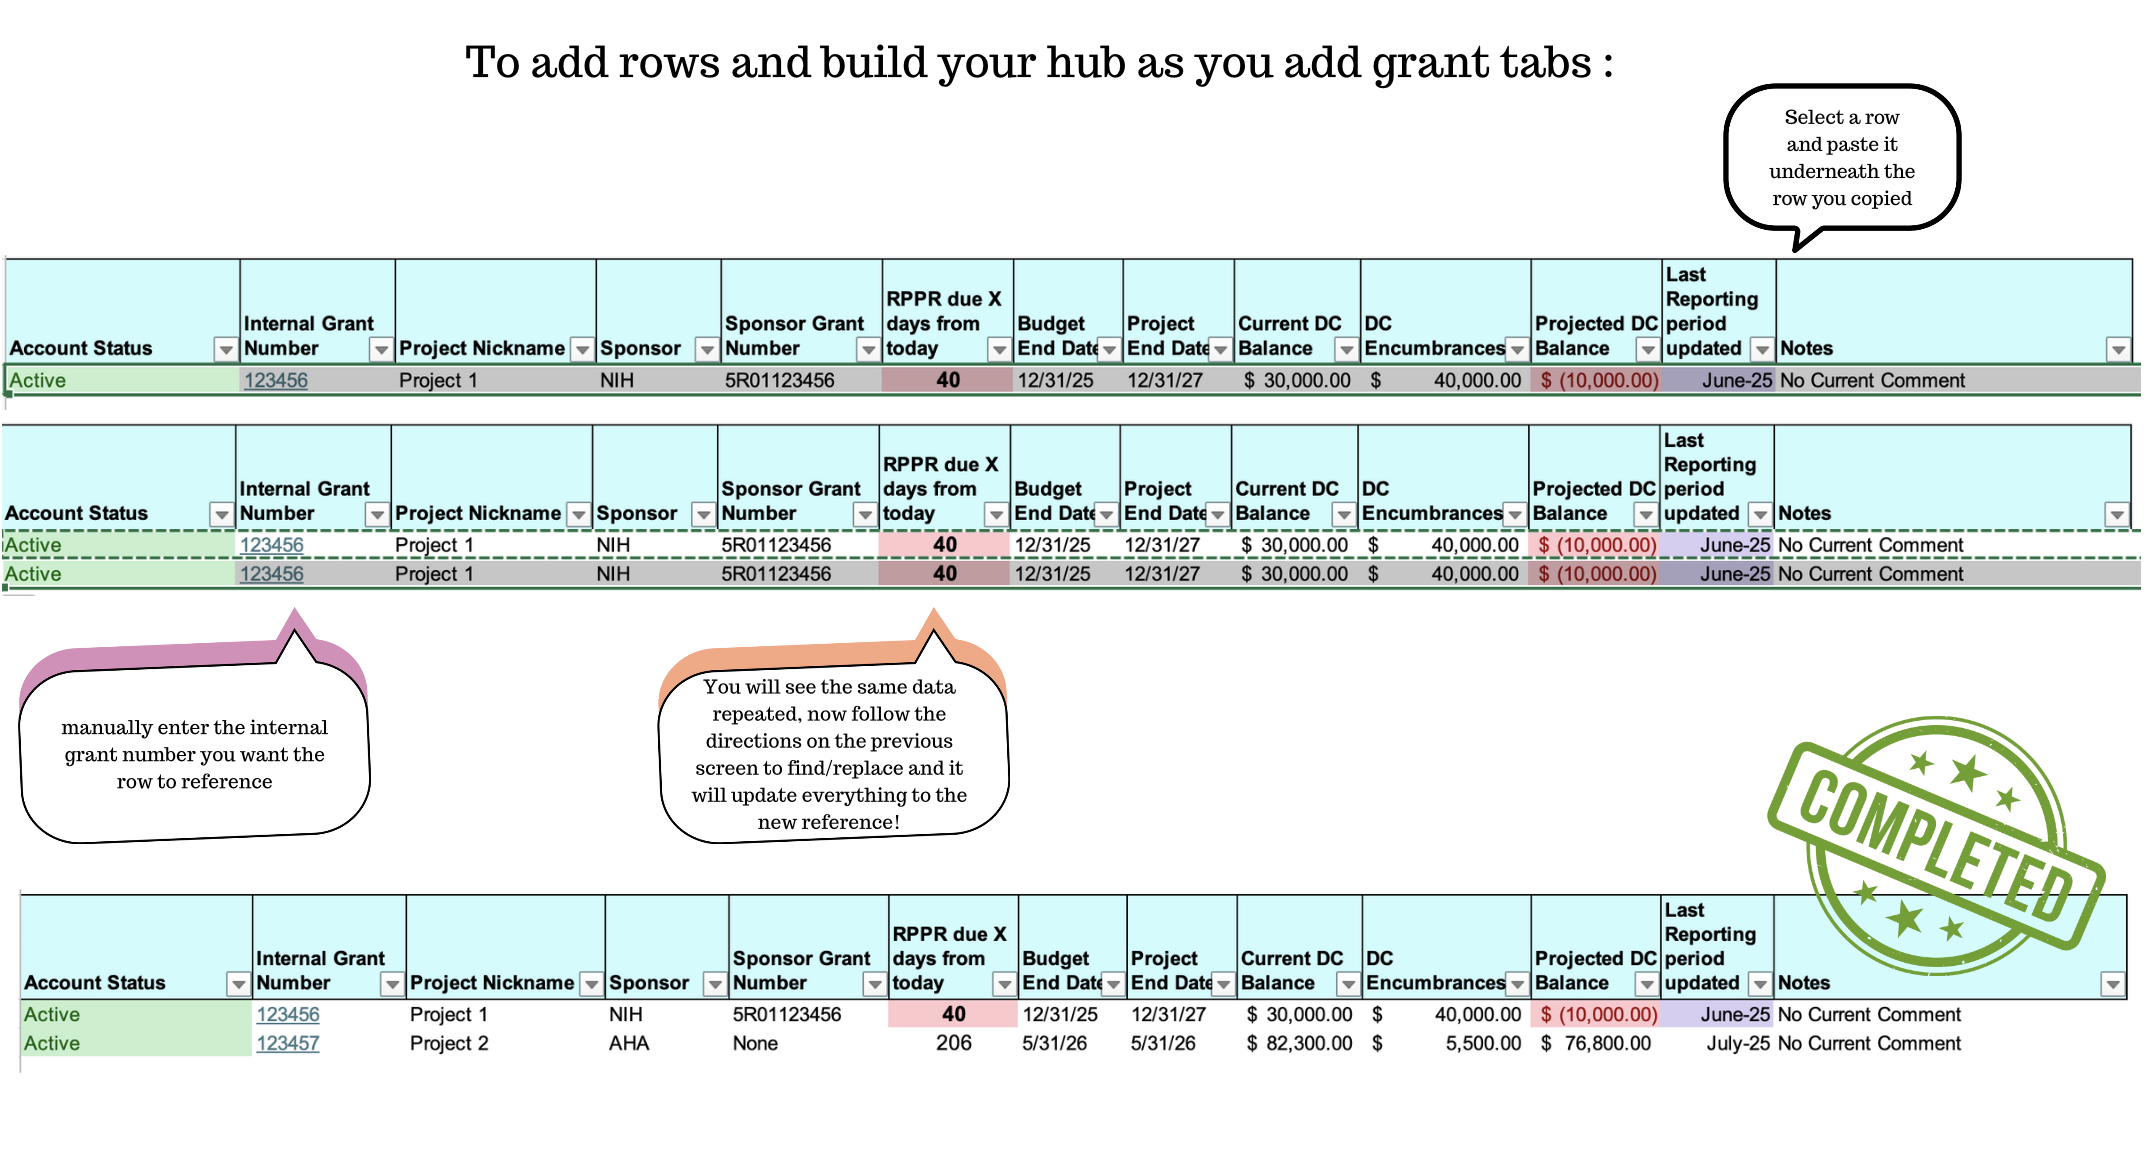 To add rows and build your hub as you add grant tabs :
Select a row
and paste it
underneath the
row you copied
Account Status Internal Grant Number Project Nickname Sponsor Sponsor Grant Number RPPR due X days from today Budget End Date Project End Date Current DC Balance DC Encumbrances Projected DC Balance Last Reporting period updated Notes
Active 123456 Project 1 NIH 5R01123456 40 12/31/25 12/31/27 $ 30,000.00 $ 40,000.00 $ (10,000.00) June-25 No Current Comment
Account Status Internal Grant Number Project Nickname Sponsor Sponsor Grant Number RPPR due X days from today Budget End Date Project End Date Current DC Balance DC Encumbrances Projected DC Balance Last Reporting period updated Notes
Active 123456 Project 1 NIH 5R01123456 40 12/31/25 12/31/27 $ 30,000.00 $ 40,000.00 $ (10,000.00) June-25 No Current Comment
Active 123456 Project 1 NIH 5R01123456 40 12/31/25 12/31/27 $ 30,000.00 $ 40,000.00 $ (10,000.00) June-25 No Current Comment
manually enter the internal
grant number you want the
row to reference
You will see the same data
repeated, now follow the
directions on the previous
screen to find/replace and it
will update everything to the
new reference!
COMPLETED
Account Status Internal Grant Number Project Nickname Sponsor Sponsor Grant Number RPPR due X days from today Budget End Date Project End Date Current DC Balance DC Encumbrances Projected DC Balance Last Reporting period updated Notes
Active 123456 Project 1 NIH 5R01123456 40 12/31/25 12/31/27 $ 30,000.00 $ 40,000.00 $ (10,000.00) June-25 No Current Comment
Active 123457 Project 2 AHA None 206 5/31/26 5/31/26 $ 82,300.00 $ 5,500.00 $ 76,800.00 July-25 No Current Comment